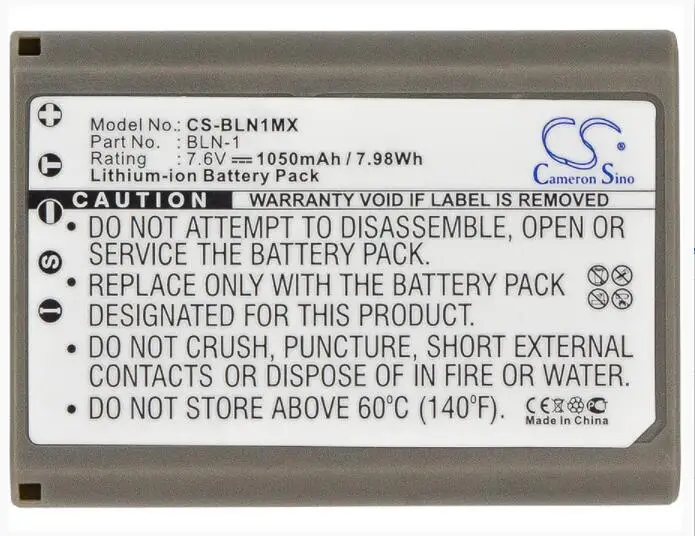 Model No.: CS-BLN1MX
Part No. : BLN-1
Rating : 7.6V ⎓ 1050mAh / 7.98Wh
Lithium-ion Battery Pack
CS®
Cameron Sino
CAUTION WARRANTY VOID IF LABEL IS REMOVED
• DO NOT ATTEMPT TO DISASSEMBLE, OPEN OR
SERVICE THE BATTERY PACK.
• REPLACE ONLY WITH THE BATTERY PACK
DESIGNATED FOR THIS PRODUCT.
• DO NOT CRUSH, PUNCTURE, SHORT EXTERNAL
CONTACTS OR DISPOSE OF IN FIRE OR WATER.
• DO NOT STORE ABOVE 60°C (140°F).
CE
Made in China
+
T
I
S
I